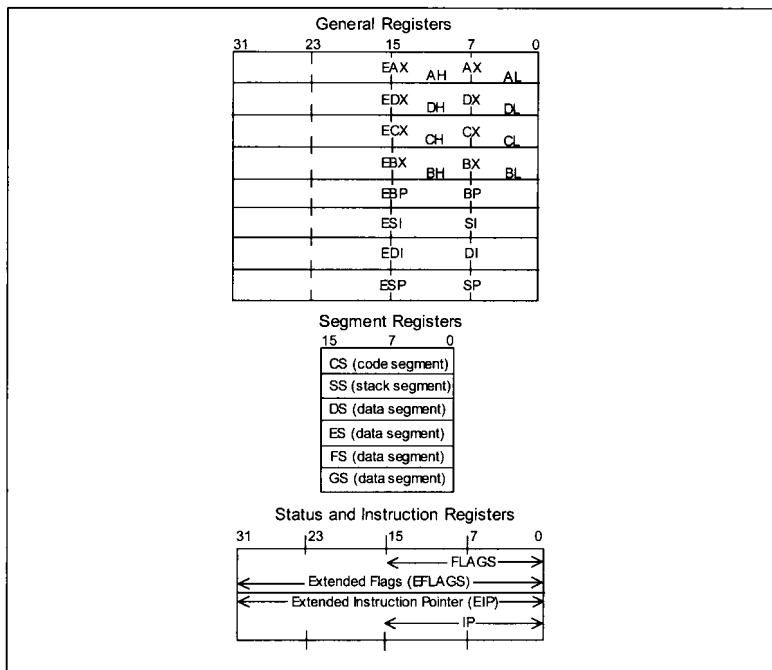 General Registers
31 23 15 7 0
EAX AH AX AL
EDX DH DX DL
ECX CH CX CL
EBX BH BX BL
EBP BP
ESI SI
EDI DI
ESP SP
Segment Registers
15 7 0
CS (code segment)
SS (stack segment)
DS (data segment)
ES (data segment)
FS (data segment)
GS (data segment)
Status and Instruction Registers
31 23 15 7 0
FLAGS
Extended Flags (EFLAGS)
Extended Instruction Pointer (EIP)
IP